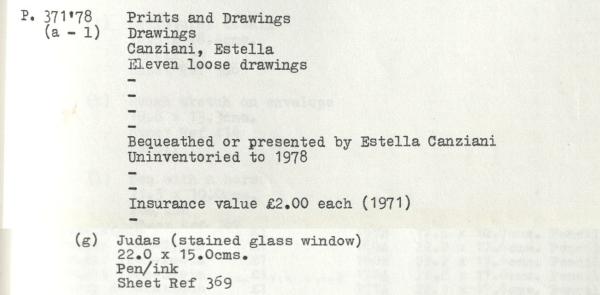 P. 371'78 Prints and Drawings
(a - l) Drawings
Canziani, Estella
Eleven loose drawings
-
-
-
-
Bequeathed or presented by Estella Canziani
Uninventoried to 1978
-
-
Insurance value £2.00 each (1971)
-
(g) Judas (stained glass window)
22.0 x 15.0cms.
Pen/ink
Sheet Ref 369